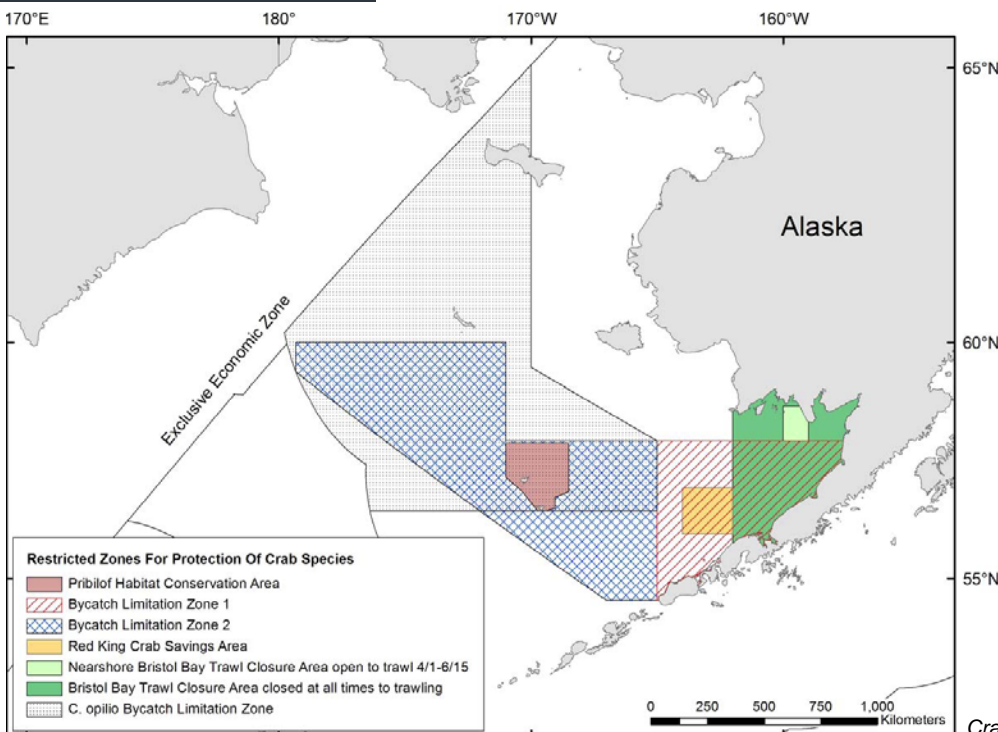 170°E 180° 170°W 160°W
65°N
Alaska
60°N
Exclusive Economic Zone
55°N
Restricted Zones For Protection Of Crab Species
Pribilof Habitat Conservation Area
Bycatch Limitation Zone 1
Bycatch Limitation Zone 2
Red King Crab Savings Area
Nearshore Bristol Bay Trawl Closure Area open to trawl 4/1-6/15
Bristol Bay Trawl Closure Area closed at all times to trawling
C. opilio Bycatch Limitation Zone
0 250 500 750 1,000
Kilometers
180° 170°W 160°W